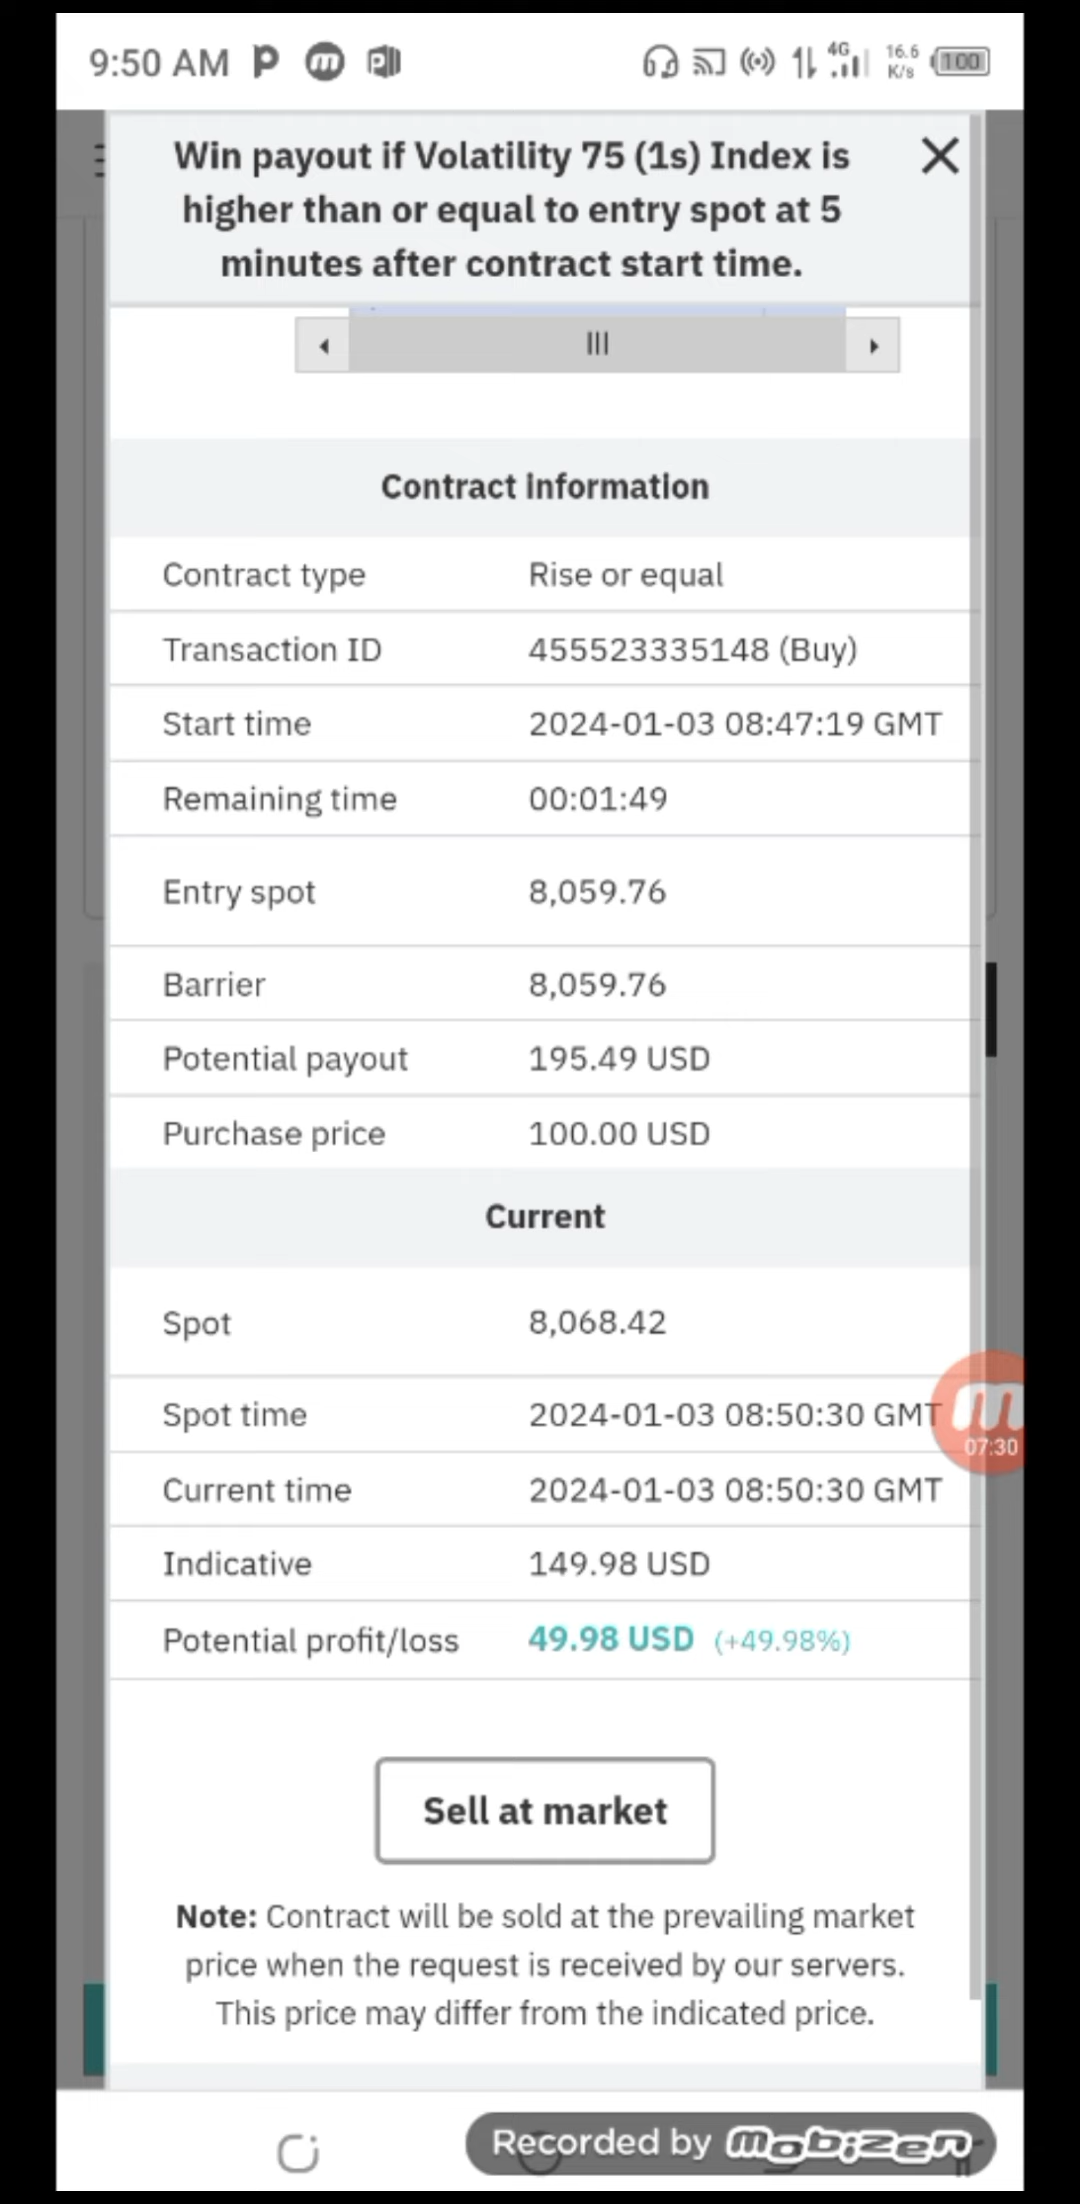 9:50 AM
4G
16.6
K/s
100
Win payout if Volatility 75 (1s) Index is
higher than or equal to entry spot at 5
minutes after contract start time.
Contract information
Contract type Rise or equal
Transaction ID 455523335148 (Buy)
Start time 2024-01-03 08:47:19 GMT
Remaining time 00:01:49
Entry spot 8,059.76
Barrier 8,059.76
Potential payout 195.49 USD
Purchase price 100.00 USD
Current
Spot 8,068.42
Spot time 2024-01-03 08:50:30 GMT
07:30
Current time 2024-01-03 08:50:30 GMT
Indicative 149.98 USD
Potential profit/loss 49.98 USD (+49.98%)
Sell at market
Note: Contract will be sold at the prevailing market
price when the request is received by our servers.
This price may differ from the indicated price.
Recorded by mobizen